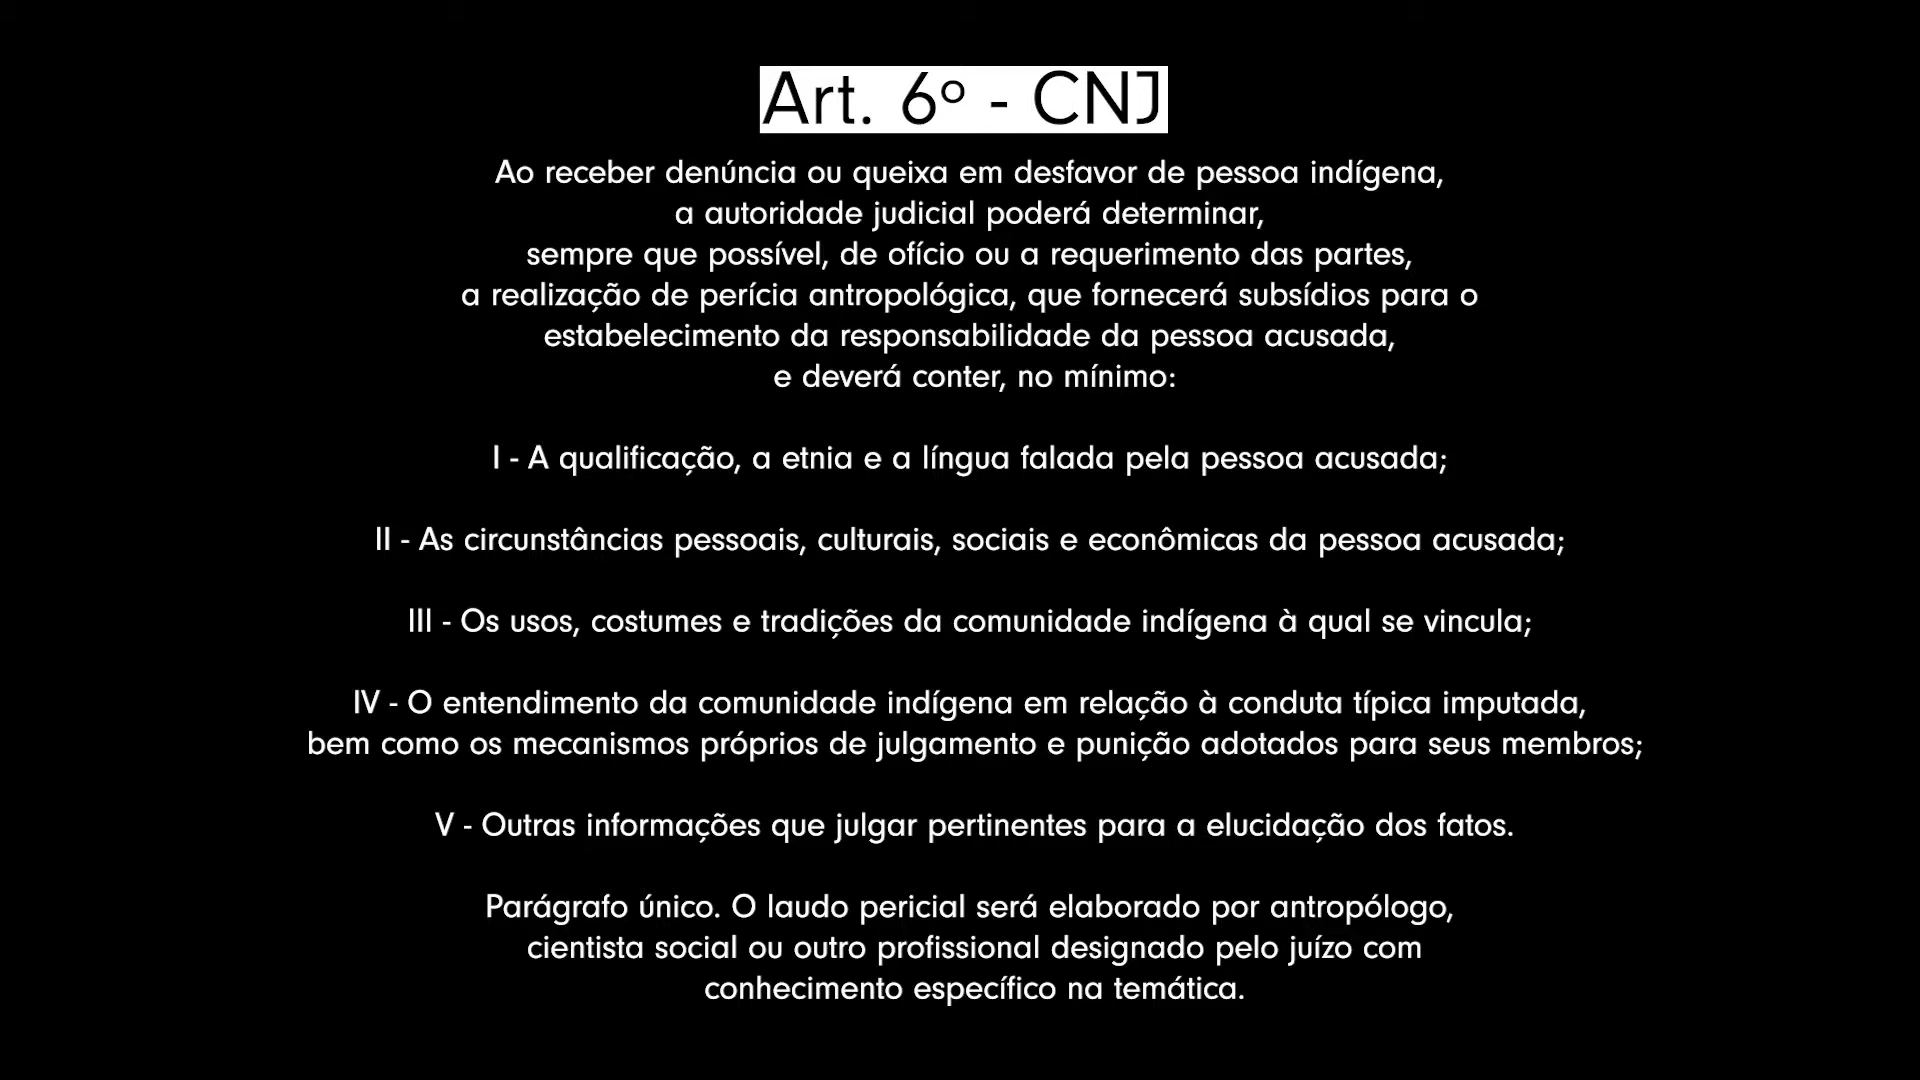 Art. 6º - CNJ
Ao receber denúncia ou queixa em desfavor de pessoa indígena,
a autoridade judicial poderá determinar,
sempre que possível, de ofício ou a requerimento das partes,
a realização de perícia antropológica, que fornecerá subsídios para o
estabelecimento da responsabilidade da pessoa acusada,
e deverá conter, no mínimo:
I - A qualificação, a etnia e a língua falada pela pessoa acusada;
II - As circunstâncias pessoais, culturais, sociais e econômicas da pessoa acusada;
III - Os usos, costumes e tradições da comunidade indígena à qual se vincula;
IV - O entendimento da comunidade indígena em relação à conduta típica imputada,
bem como os mecanismos próprios de julgamento e punição adotados para seus membros;
V - Outras informações que julgar pertinentes para a elucidação dos fatos.
Parágrafo único. O laudo pericial será elaborado por antropólogo,
cientista social ou outro profissional designado pelo juízo com
conhecimento específico na temática.